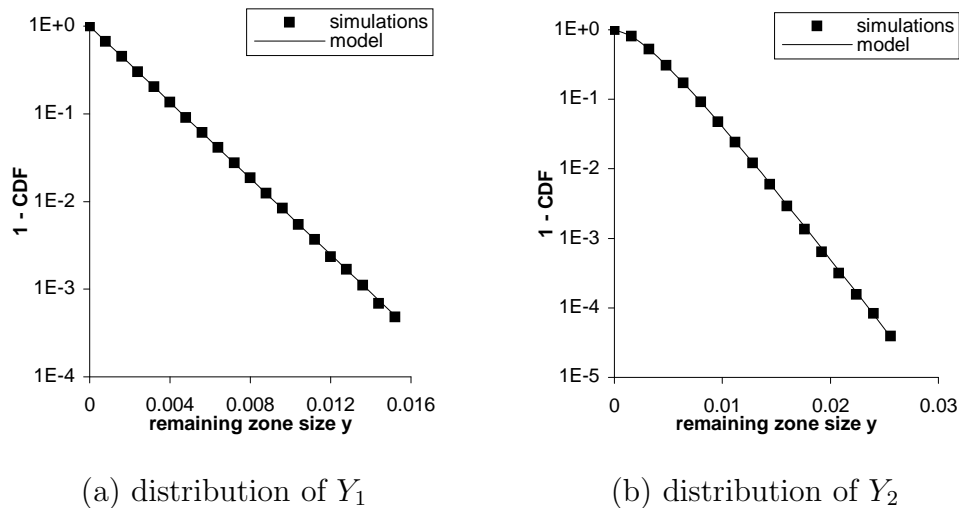 simulations
model
1E+0
1E-1
1E-2
1E-3
1E-4
1 - CDF
0 0.004 0.008 0.012 0.016
remaining zone size y
(a) distribution of Y₁
simulations
model
1E+0
1E-1
1E-2
1E-3
1E-4
1E-5
1 - CDF
0 0.01 0.02 0.03
remaining zone size y
(b) distribution of Y₂